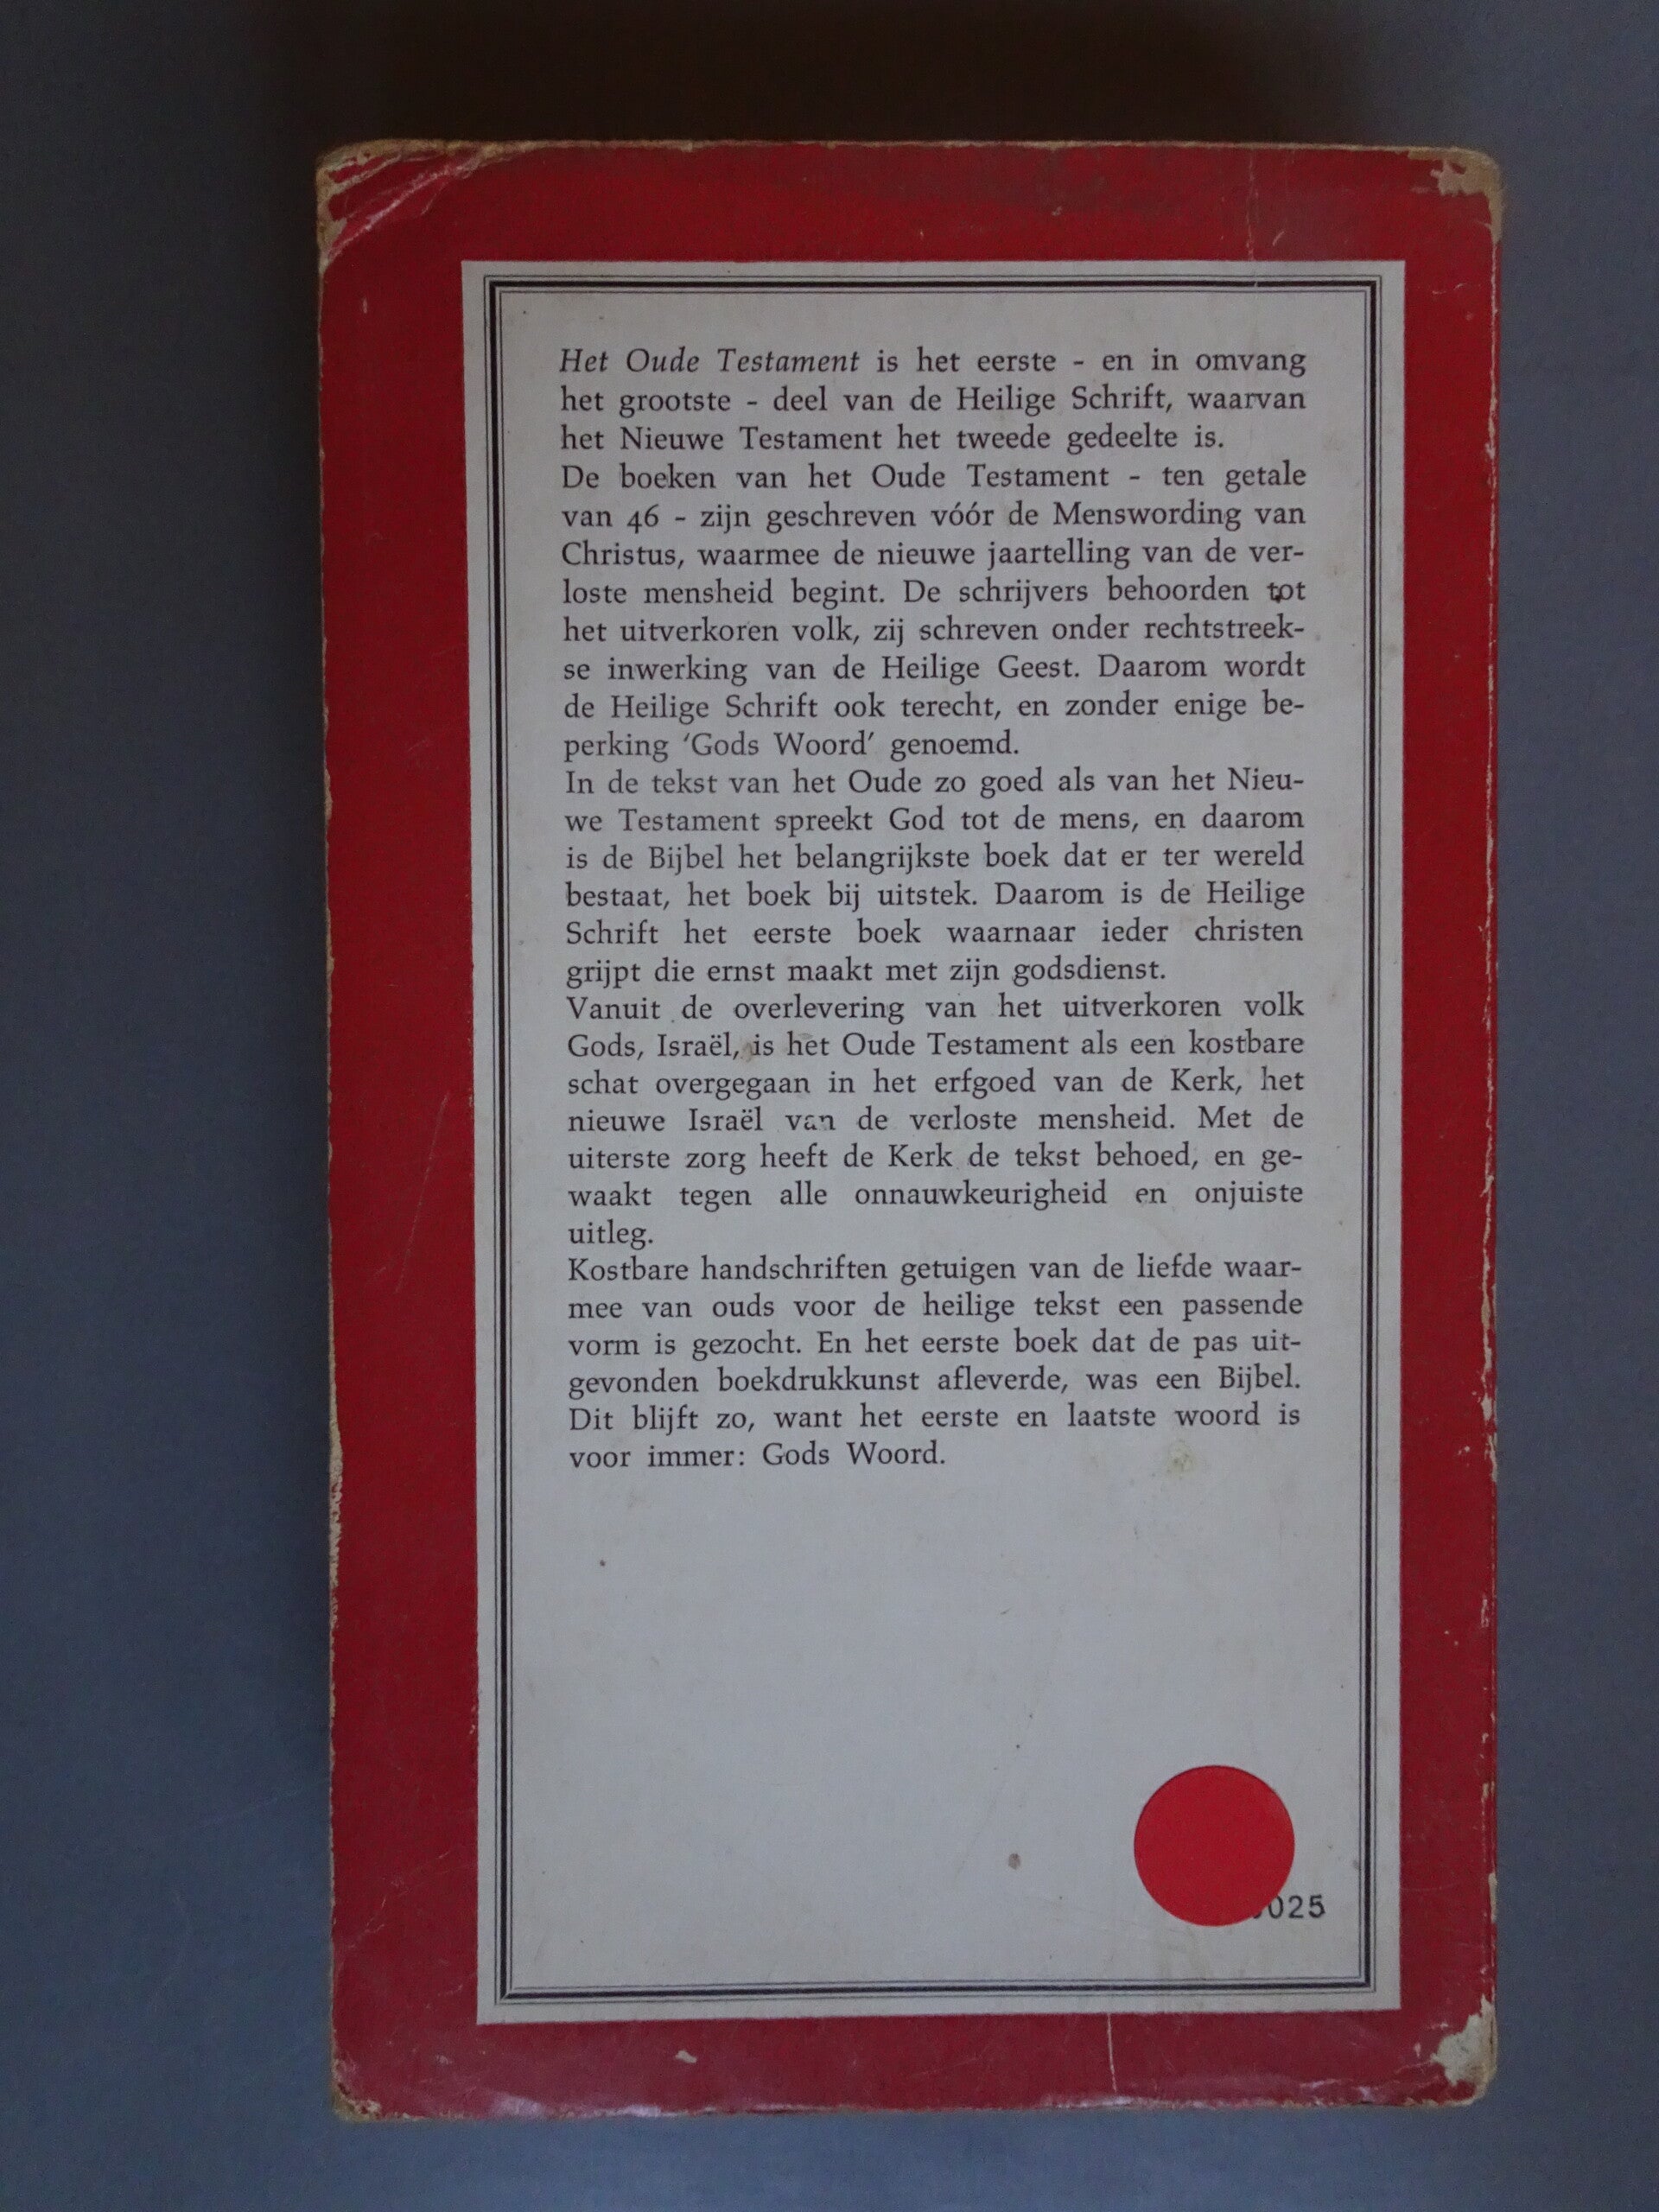 Het Oude Testament is het eerste - en in omvang
het grootste - deel van de Heilige Schrift, waarvan
het Nieuwe Testament het tweede gedeelte is.
De boeken van het Oude Testament - ten getale
van 46 - zijn geschreven vóór de Menswording van
Christus, waarmee de nieuwe jaartelling van de ver-
loste mensheid begint. De schrijvers behoorden tot
het uitverkoren volk, zij schreven onder rechtstreek-
se inwerking van de Heilige Geest. Daarom wordt
de Heilige Schrift ook terecht, en zonder enige be-
perking ‘Gods Woord’ genoemd.
In de tekst van het Oude zo goed als van het Nieu-
we Testament spreekt God tot de mens, en daarom
is de Bijbel het belangrijkste boek dat er ter wereld
bestaat, het boek bij uitstek. Daarom is de Heilige
Schrift het eerste boek waarnaar ieder christen
grijpt die ernst maakt met zijn godsdienst.
Vanuit de overlevering van het uitverkoren volk
Gods, Israël, is het Oude Testament als een kostbare
schat overgegaan in het erfgoed van de Kerk, het
nieuwe Israël van de verloste mensheid. Met de
uiterste zorg heeft de Kerk de tekst behoed, en ge-
waakt tegen alle onnauwkeurigheid en onjuiste
uitleg.
Kostbare handschriften getuigen van de liefde waar-
mee van ouds voor de heilige tekst een passende
vorm is gezocht. En het eerste boek dat de pas uit-
gevonden boekdrukkunst afleverde, was een Bijbel.
Dit blijft zo, want het eerste en laatste woord is
voor immer: Gods Woord.
025